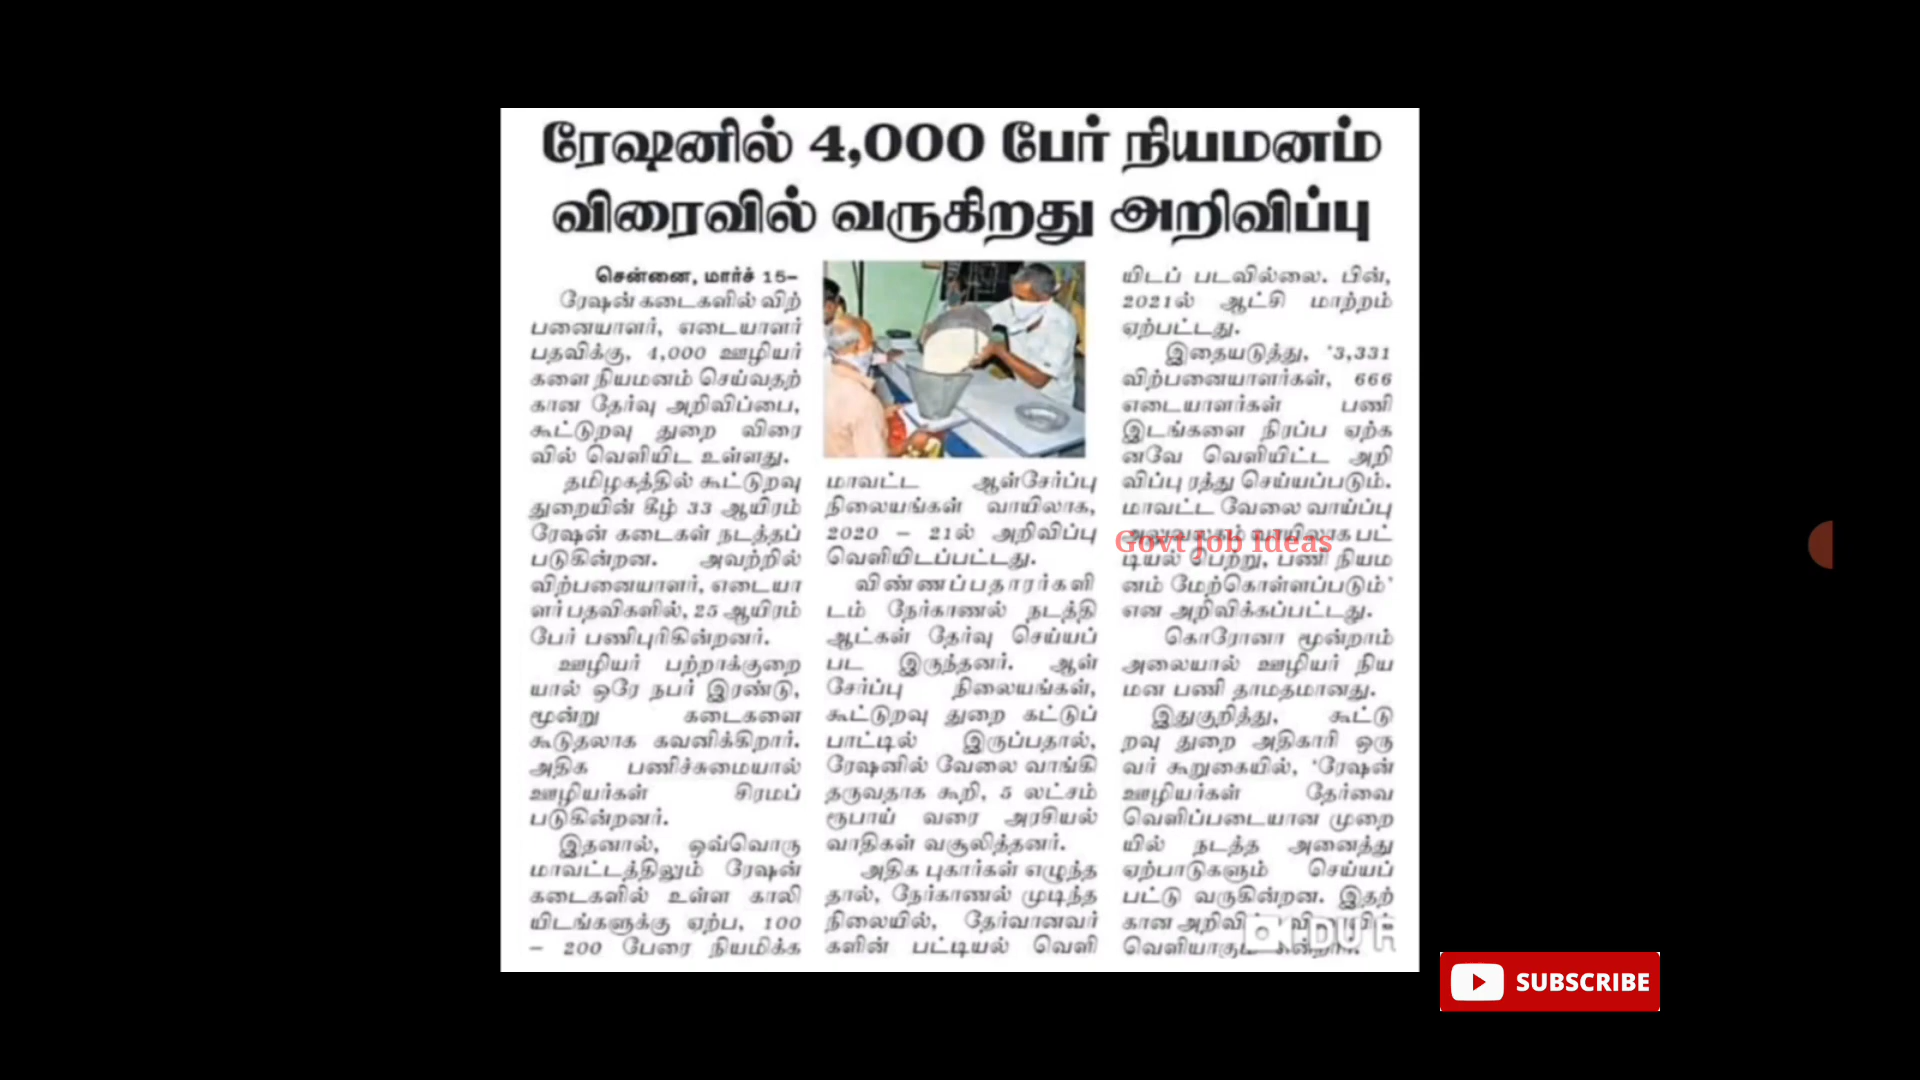 ரேஷனில் 4,000 பேர் நியமனம்
விரைவில் வருகிறது அறிவிப்பு
சென்னை, மார்ச் 15–
ரேஷன் கடைகளில் விற்
பனையாளர், எடையாளர்
பதவிக்கு, 4,000 ஊழியர்
களை நியமனம் செய்வதற்
கான தேர்வு அறிவிப்பை,
கூட்டுறவு துறை விரை
வில் வெளியிட உள்ளது.
தமிழகத்தில் கூட்டுறவு
துறையின் கீழ் 33 ஆயிரம்
ரேஷன் கடைகள் நடத்தப்
படுகின்றன. அவற்றில்
விற்பனையாளர், எடையா
ளர் பதவிகளில், 25 ஆயிரம்
பேர் பணிபுரிகின்றனர்.
ஊழியர் பற்றாக்குறை
யால் ஒரே நபர் இரண்டு,
மூன்று கடைகளை
கூடுதலாக கவனிக்கிறார்.
அதிக பணிச்சுமையால்
ஊழியர்கள் சிரமப்
படுகின்றனர்.
இதனால், ஒவ்வொரு
மாவட்டத்திலும் ரேஷன்
கடைகளில் உள்ள காலி
யிடங்களுக்கு ஏற்ப, 100
– 200 பேரை நியமிக்க
மாவட்ட ஆள்சேர்ப்பு
நிலையங்கள் வாயிலாக,
2020 – 21ல் அறிவிப்பு
வெளியிடப்பட்டது.
விண்ணப்பதாரர்களி
டம் நேர்காணல் நடத்தி
ஆட்கள் தேர்வு செய்யப்
பட இருந்தனர். ஆள்
சேர்ப்பு நிலையங்கள்,
கூட்டுறவு துறை கட்டுப்
பாட்டில் இருப்பதால்,
ரேஷனில் வேலை வாங்கி
தருவதாக கூறி, 5 லட்சம்
ரூபாய் வரை அரசியல்
வாதிகள் வசூலித்தனர்.
அதிக புகார்கள் எழுந்த
தால், நேர்காணல் முடிந்த
நிலையில், தேர்வானவர்
களின் பட்டியல் வெளி
யிடப் படவில்லை. பின்,
2021ல் ஆட்சி மாற்றம்
ஏற்பட்டது.
இதையடுத்து, '3,331
விற்பனையாளர்கள், 666
எடையாளர்கள் பணி
இடங்களை நிரப்ப ஏற்க
னவே வெளியிட்ட அறி
விப்பு ரத்து செய்யப்படும்.
மாவட்ட வேலை வாய்ப்பு
அலுவலகம் வாயிலாக பட்
டியல் பெற்று, பணி நியம
னம் மேற்கொள்ளப்படும்'
என அறிவிக்கப்பட்டது.
கொரோனா மூன்றாம்
அலையால் ஊழியர் நிய
மன பணி தாமதமானது.
இதுகுறித்து, கூட்டு
றவு துறை அதிகாரி ஒரு
வர் கூறுகையில், 'ரேஷன்
ஊழியர்கள் தேர்வை
வெளிப்படையான முறை
யில் நடத்த அனைத்து
ஏற்பாடுகளும் செய்யப்
பட்டு வருகின்றன. இதற்
கான
Govt Job Ideas
SUBSCRIBE